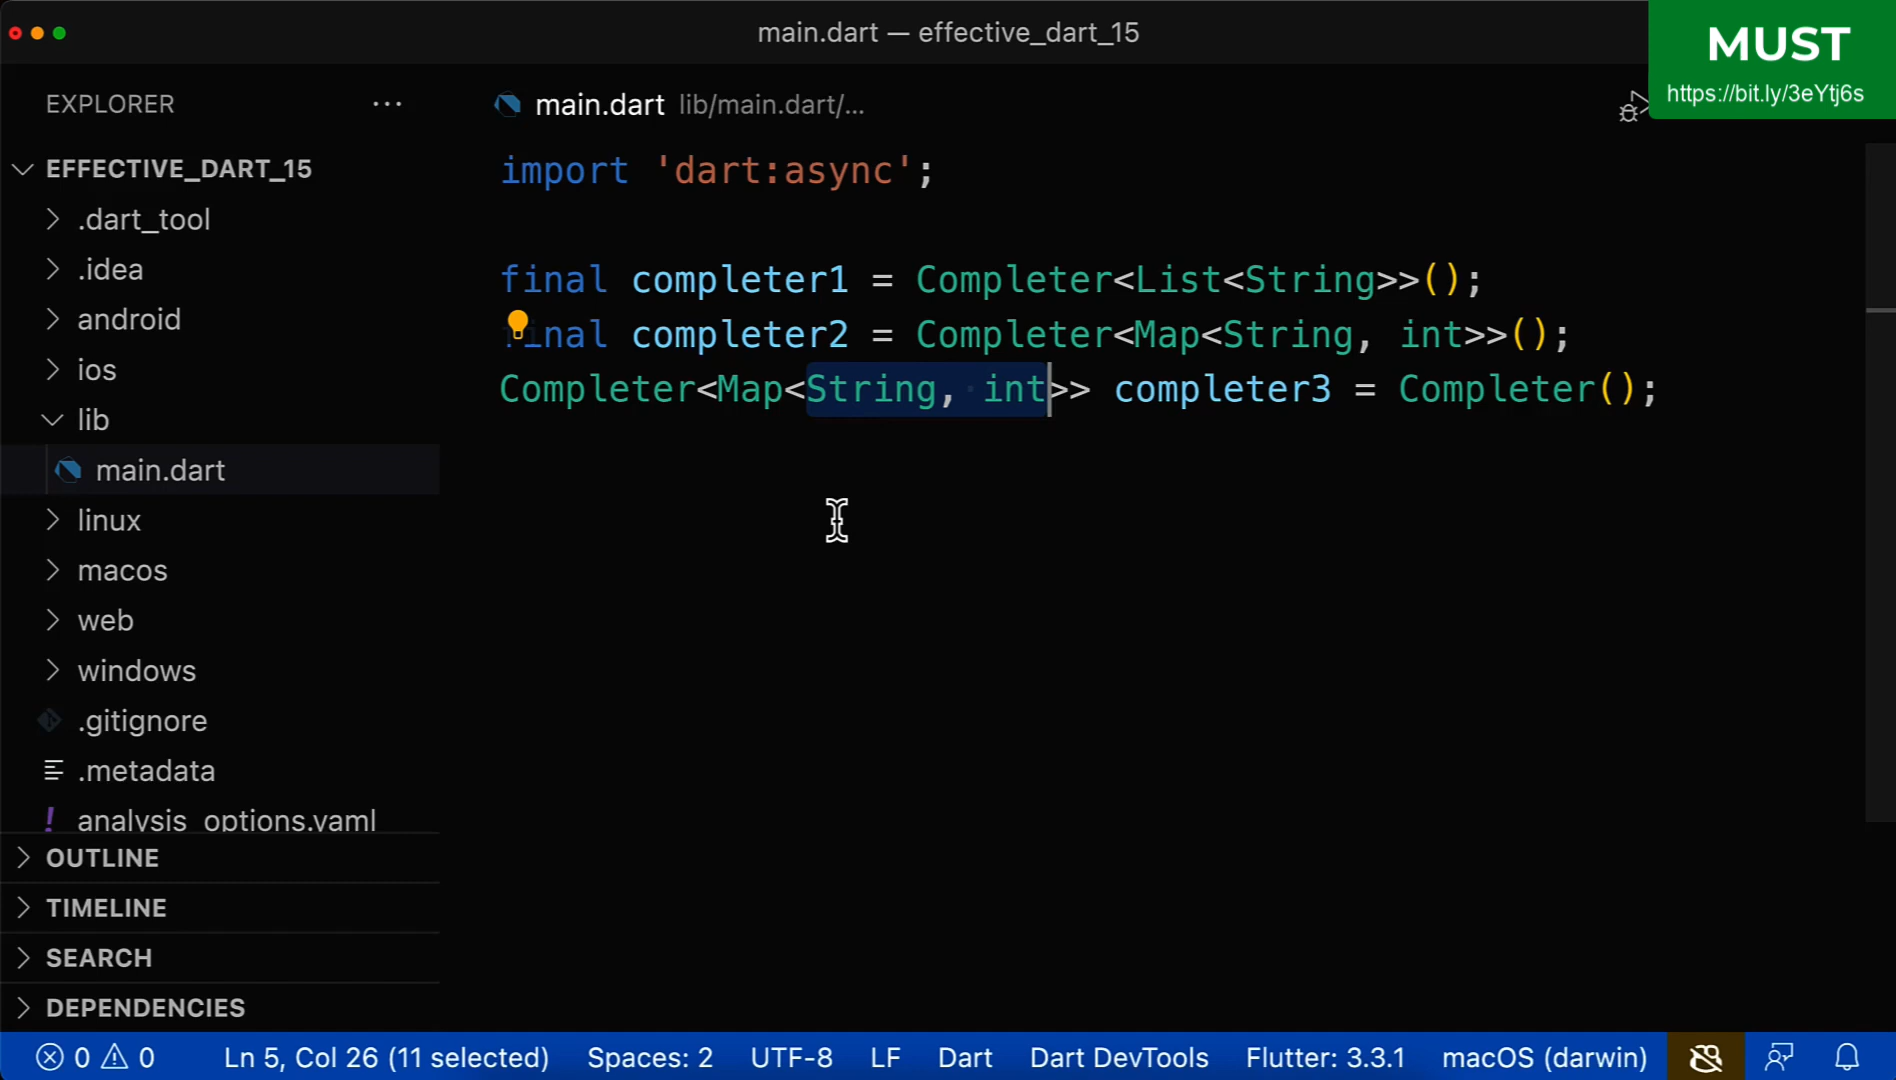 main.dart — effective_dart_15
MUST
https://bit.ly/3eYtj6s
EXPLORER
EFFECTIVE_DART_15
.dart_tool
.idea
android
ios
lib
main.dart
linux
macos
web
windows
.gitignore
.metadata
analysis_options.yaml
OUTLINE
TIMELINE
SEARCH
DEPENDENCIES
main.dart lib/main.dart/...
import 'dart:async';
final completer1 = Completer<List<String>>();
final completer2 = Completer<Map<String, int>>();
Completer<Map<String, int>> completer3 = Completer();
0 0 Ln 5, Col 26 (11 selected) Spaces: 2 UTF-8 LF Dart Dart DevTools Flutter: 3.3.1 macOS (darwin)